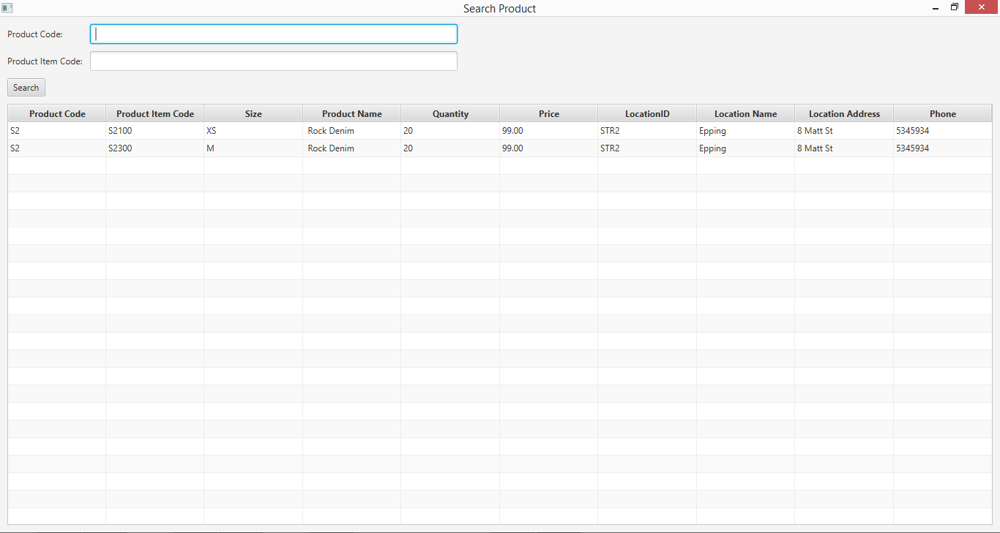 Search Product
Product Code:
Product Item Code:
Search
Product Code Product Item Code Size Product Name Quantity Price LocationID Location Name Location Address Phone
S2 S2100 XS Rock Denim 20 99.00 STR2 Epping 8 Matt St 5345934
S2 S2300 M Rock Denim 20 99.00 STR2 Epping 8 Matt St 5345934